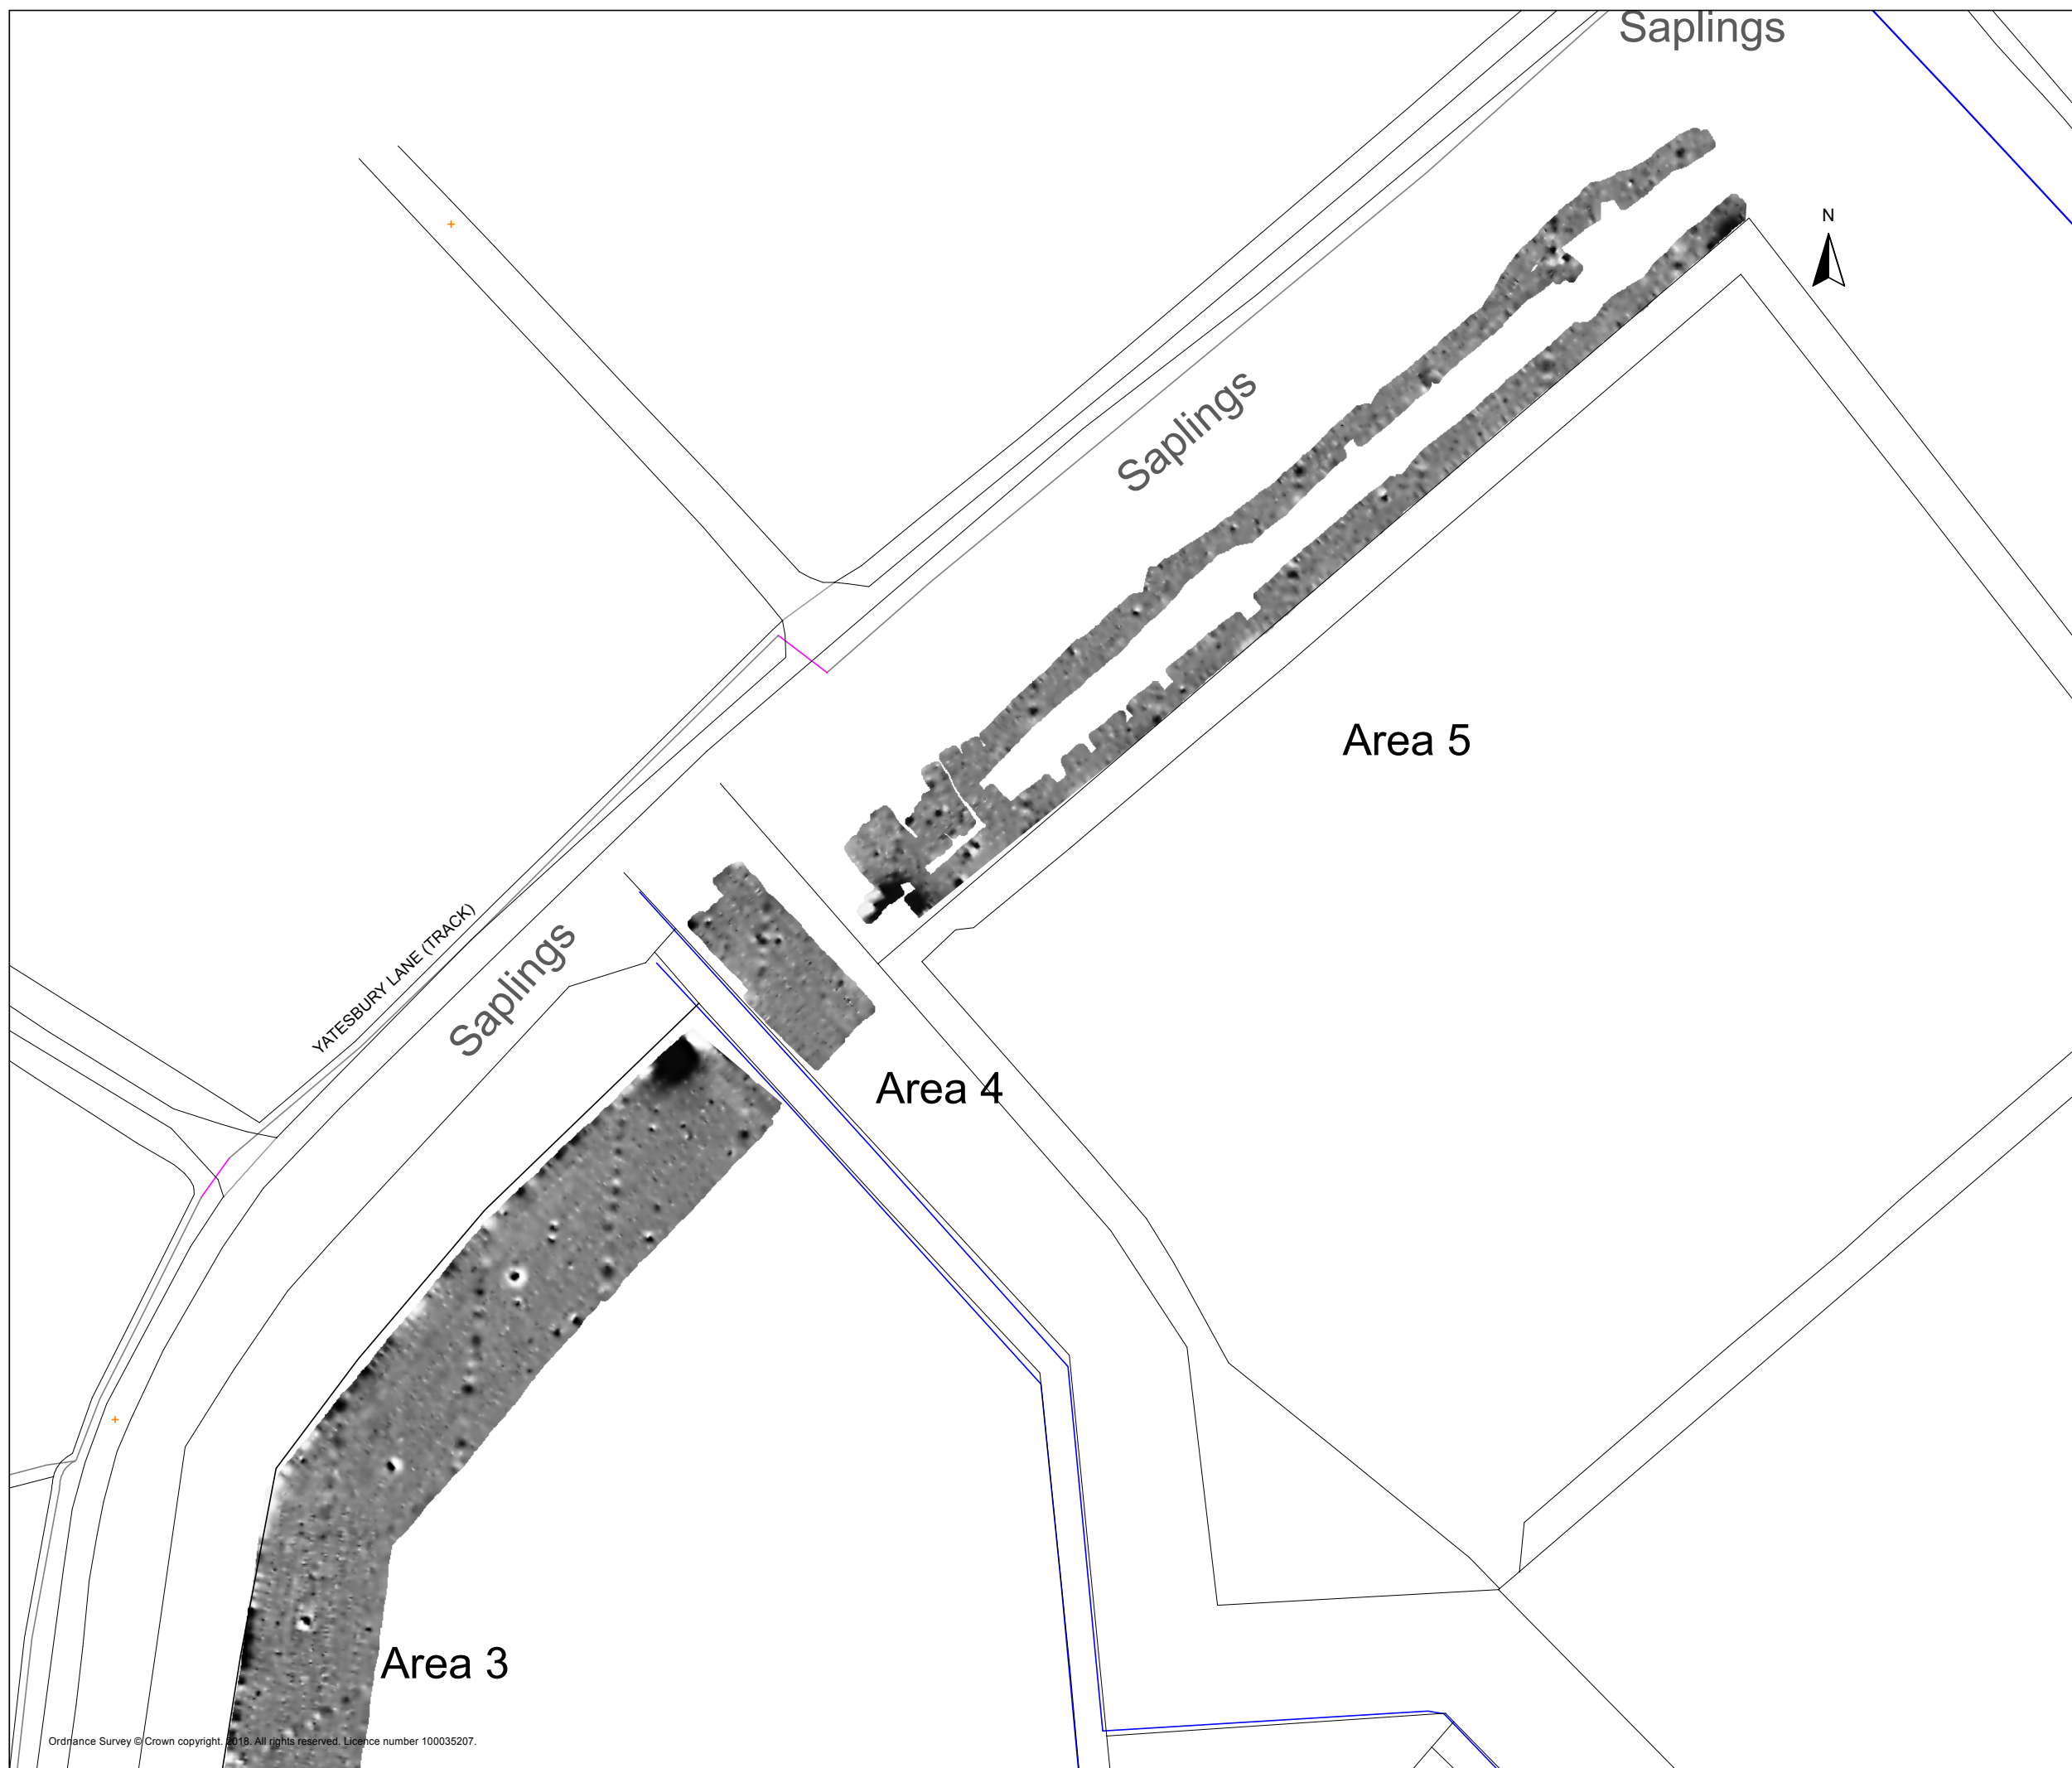 Saplings
N
Saplings
Area 5
YATESBURY LANE (TRACK)
Saplings
Area 4
Area 3
Ordnance Survey © Crown copyright. 2018. All rights reserved. Licence number 100035207.